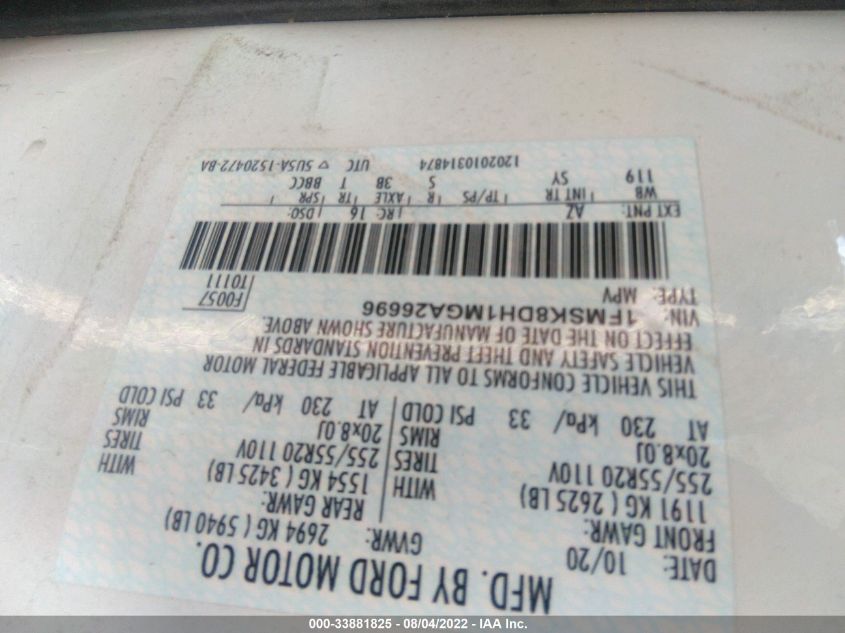 MFD. BY FORD MOTOR CO.
DATE: 10/20 GVWR: 2694 KG ( 5940 LB)
FRONT GAWR: REAR GAWR:
1191 KG ( 2625 LB) WITH 1554 KG ( 3425 LB) WITH
255/55R20 110V TIRES 255/55R20 110V TIRES
20x8.0J RIMS 20x8.0J RIMS
AT 230 kPa/ 33 PSI COLD AT 230 kPa/ 33 PSI COLD
THIS VEHICLE CONFORMS TO ALL APPLICABLE FEDERAL MOTOR
VEHICLE SAFETY AND THEFT PREVENTION STANDARDS IN
EFFECT ON THE DATE OF MANUFACTURE SHOWN ABOVE.
VIN: 1FMSK8DH1MGA26696
TYPE: MPV
F0057
T0111
EXT PNT: AZ RC: 16 DSO:
WB INT TR TP/PS R AXLE TR SPR
119 SY S 3B T BBCC
1202010314874 UTC ▽ SU5A-1520472-BA
000-33881825 - 08/04/2022 - IAA Inc.